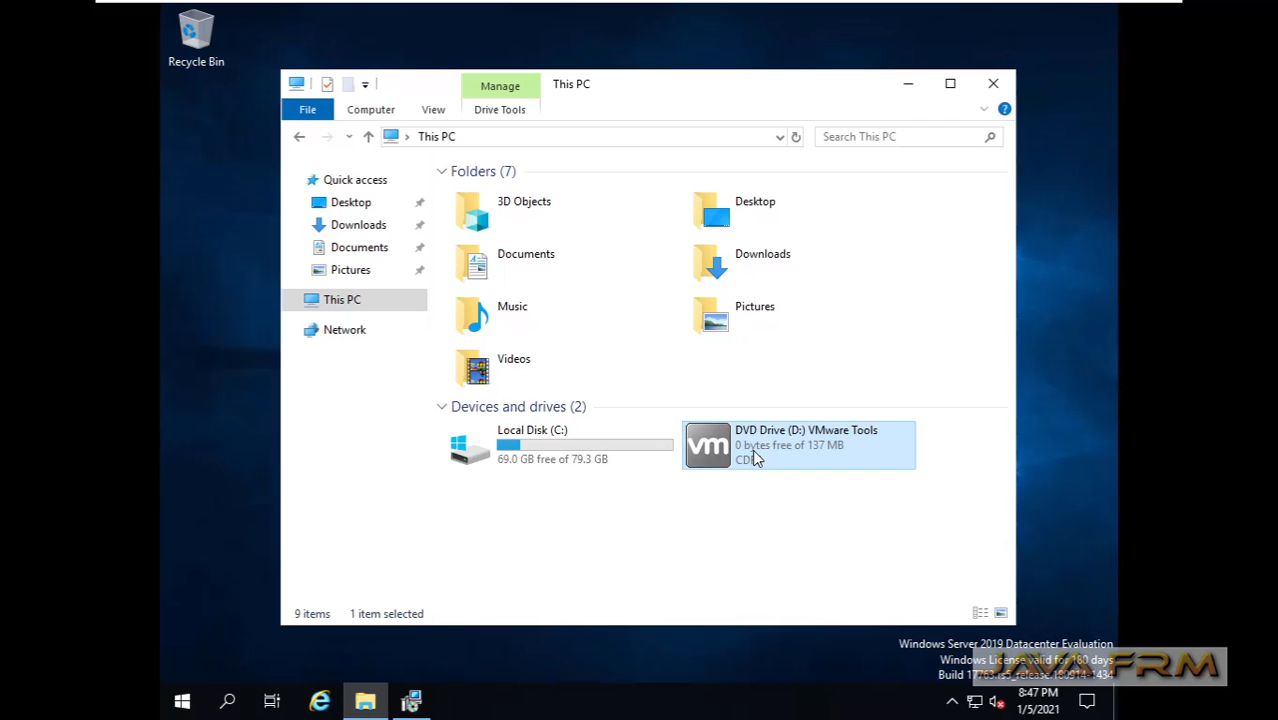 Recycle Bin
Manage
This PC
File
Computer
View
Drive Tools
This PC
Search This PC
Quick access
Desktop
Downloads
Documents
Pictures
This PC
Network
Folders (7)
3D Objects
Desktop
Documents
Downloads
Music
Pictures
Videos
Devices and drives (2)
Local Disk (C:)
69.0 GB free of 79.3 GB
vm
DVD Drive (D:) VMware Tools
0 bytes free of 137 MB
9 items
1 item selected
Windows Server 2019 Datacenter Evaluation
Windows License valid for 180 days
Build 17763.rs5_release.180914-1434
JAVA FRM
8:47 PM
1/5/2021